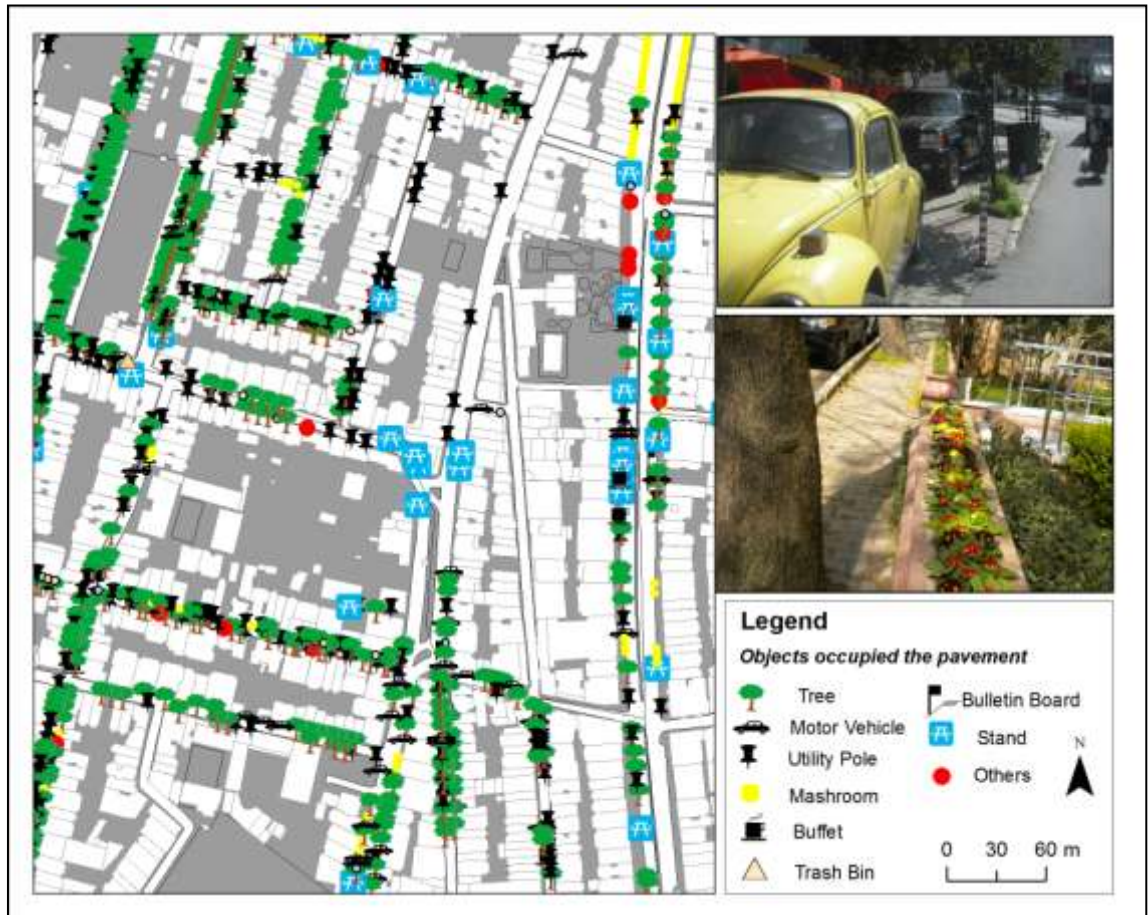 Legend
Objects occupied the pavement
Tree
Motor Vehicle
Utility Pole
Mashroom
Buffet
Trash Bin
Bulletin Board
Stand
Others
N
0 30 60 m